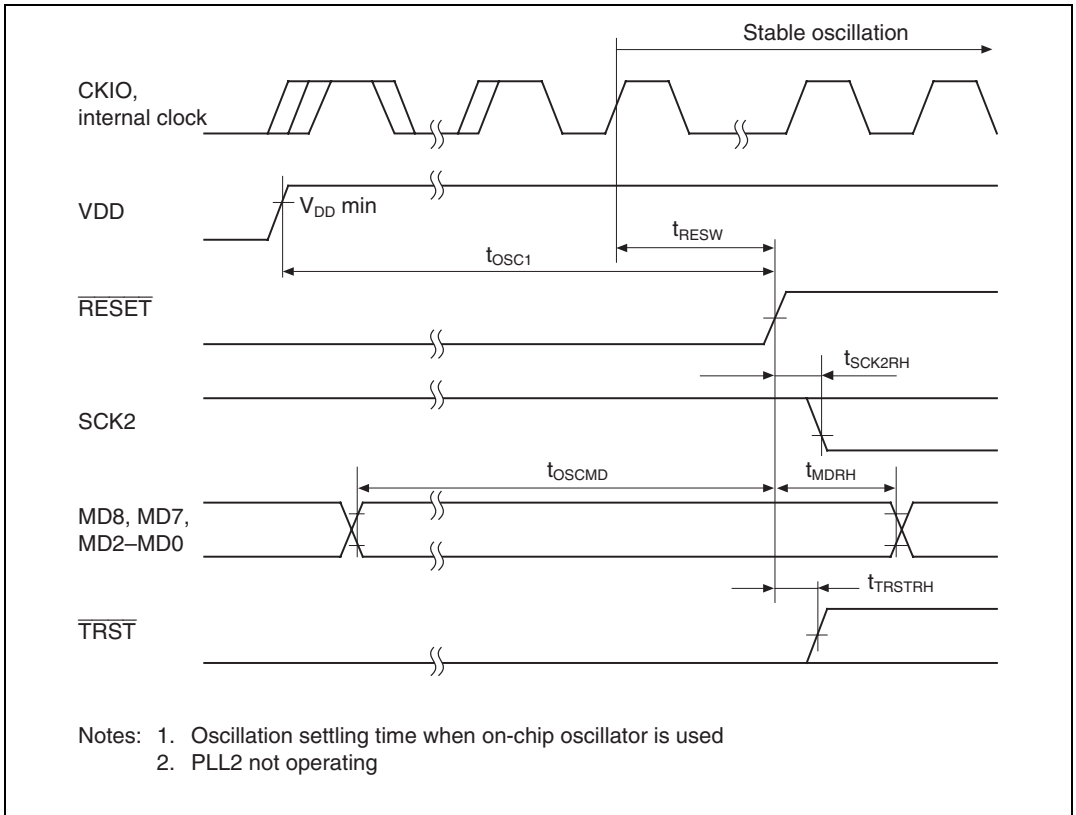 Stable oscillation
CKIO,
internal clock
VDD
VDD min
tRESW
tOSC1
RESET
tSCK2RH
SCK2
tOSCMD
tMDRH
MD8, MD7,
MD2–MD0
tTRSTRH
TRST
Notes: 1. Oscillation settling time when on-chip oscillator is used
2. PLL2 not operating